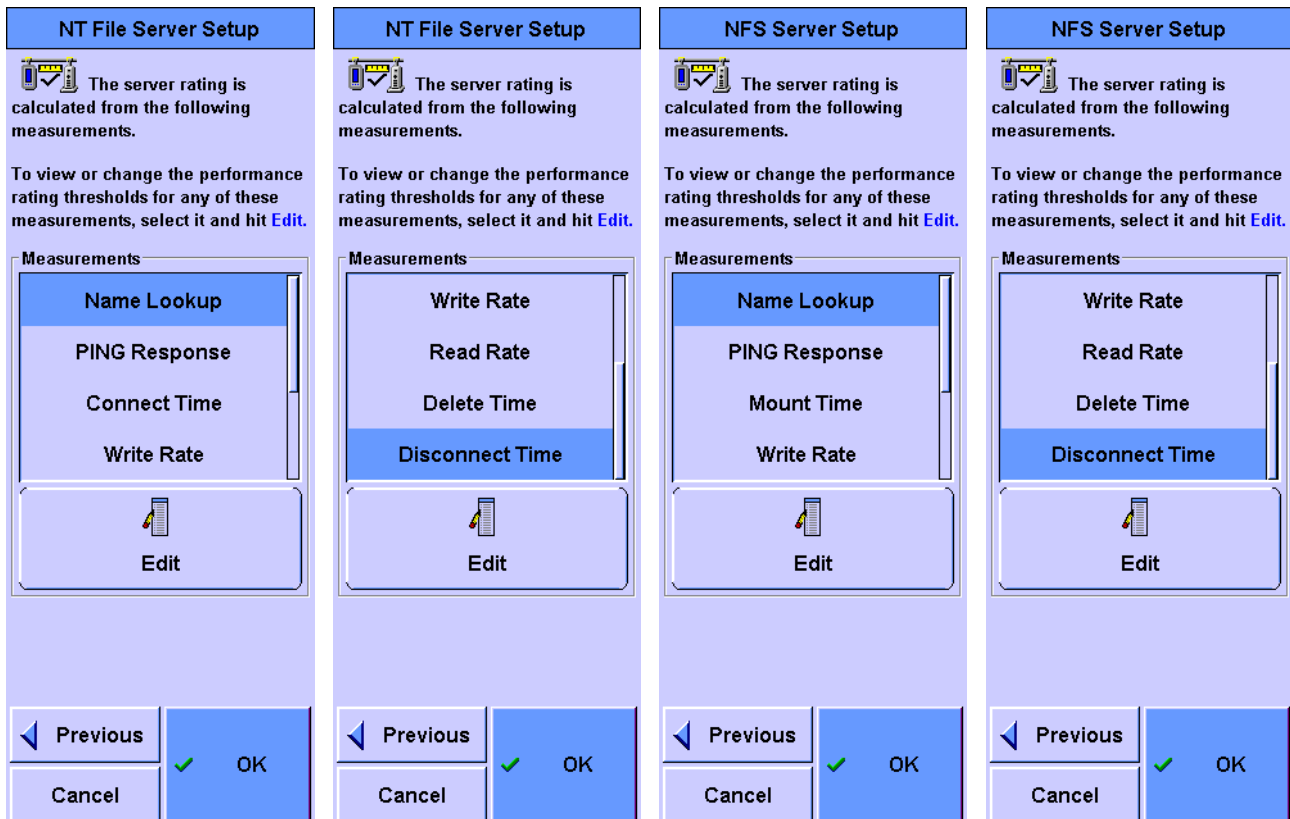 NT File Server Setup
The server rating is
calculated from the following
measurements.
To view or change the performance
rating thresholds for any of these
measurements, select it and hit Edit.
Measurements
Name Lookup
PING Response
Connect Time
Write Rate
Edit
Previous
OK
Cancel
NT File Server Setup
The server rating is
calculated from the following
measurements.
To view or change the performance
rating thresholds for any of these
measurements, select it and hit Edit.
Measurements
Write Rate
Read Rate
Delete Time
Disconnect Time
Edit
Previous
OK
Cancel
NFS Server Setup
The server rating is
calculated from the following
measurements.
To view or change the performance
rating thresholds for any of these
measurements, select it and hit Edit.
Measurements
Name Lookup
PING Response
Mount Time
Write Rate
Edit
Previous
OK
Cancel
NFS Server Setup
The server rating is
calculated from the following
measurements.
To view or change the performance
rating thresholds for any of these
measurements, select it and hit Edit.
Measurements
Write Rate
Read Rate
Delete Time
Disconnect Time
Edit
Previous
OK
Cancel